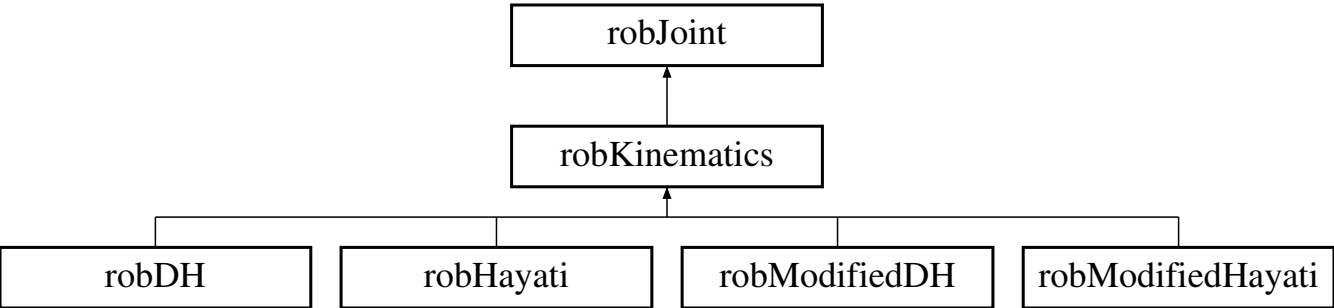 robJoint
robKinematics
robDH
robHayati
robModifiedDH
robModifiedHayati